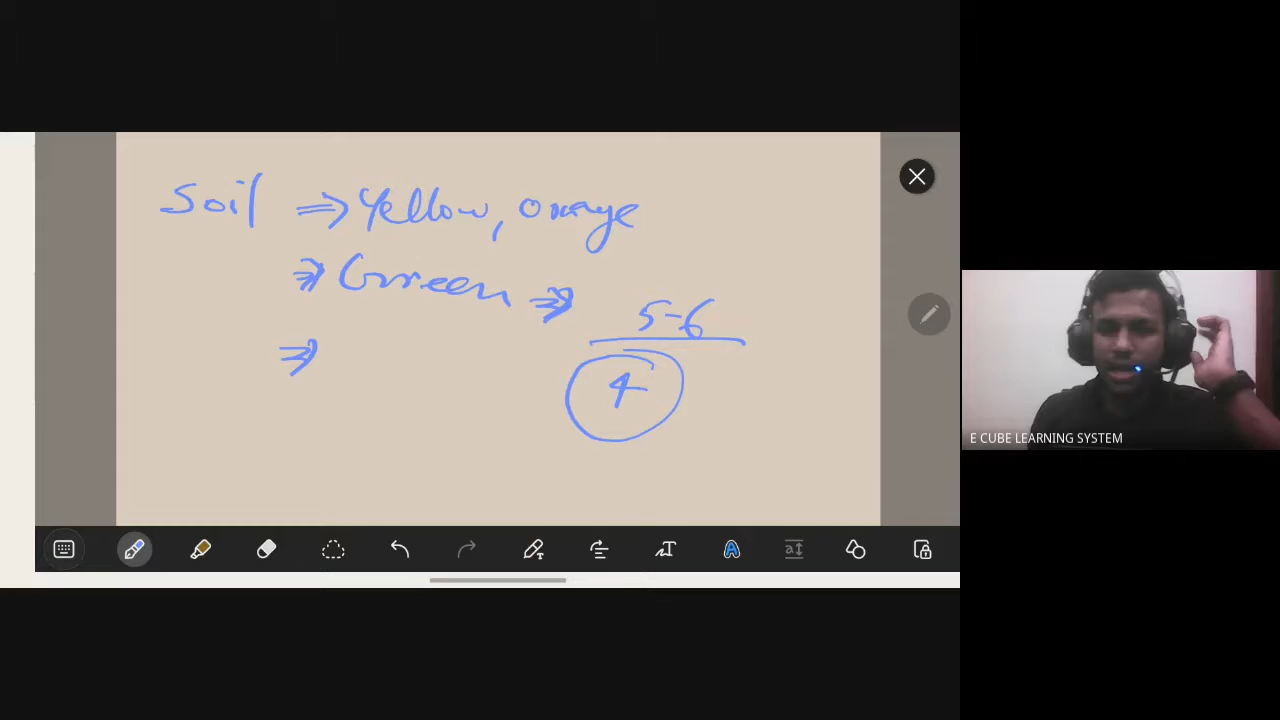 Soil ⇒ Yellow, Orange
⇒ Green ⇒ 5-6
⇒ 4
E CUBE LEARNING SYSTEM